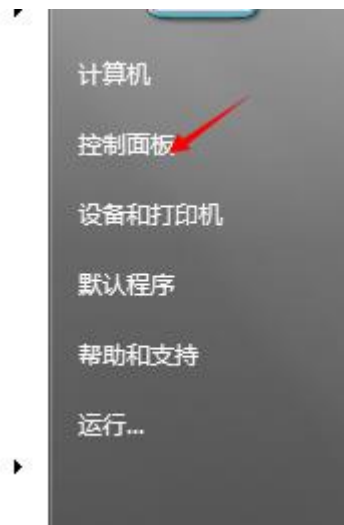 计算机
控制面板
设备和打印机
默认程序
帮助和支持
运行...